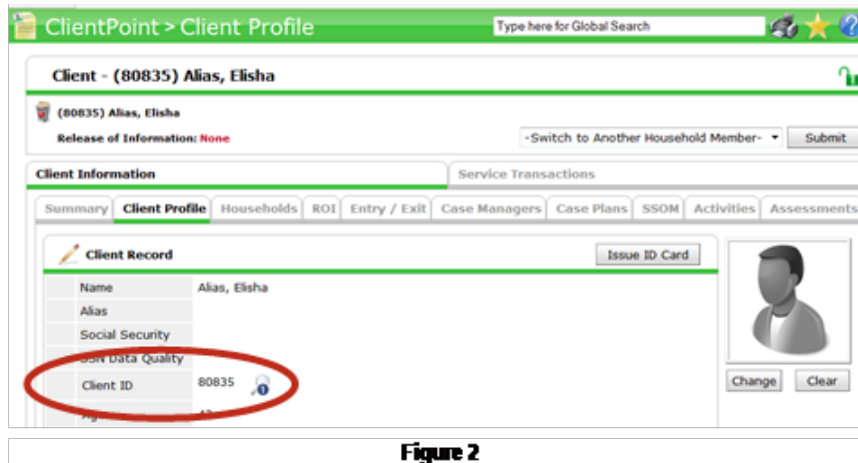 ClientPoint > Client Profile
Type here for Global Search
Client - (80835) Alias, Elisha
(80835) Alias, Elisha
Release of Information: None
-Switch to Another Household Member-
Submit
Client Information
Service Transactions
Summary
Client Profile
Households
ROI
Entry / Exit
Case Managers
Case Plans
SSOM
Activities
Assessments
Client Record
Issue ID Card
Name
Alias, Elisha
Alias
Social Security
SSN Data Quality
Client ID
80835
Change
Clear
Figure 2